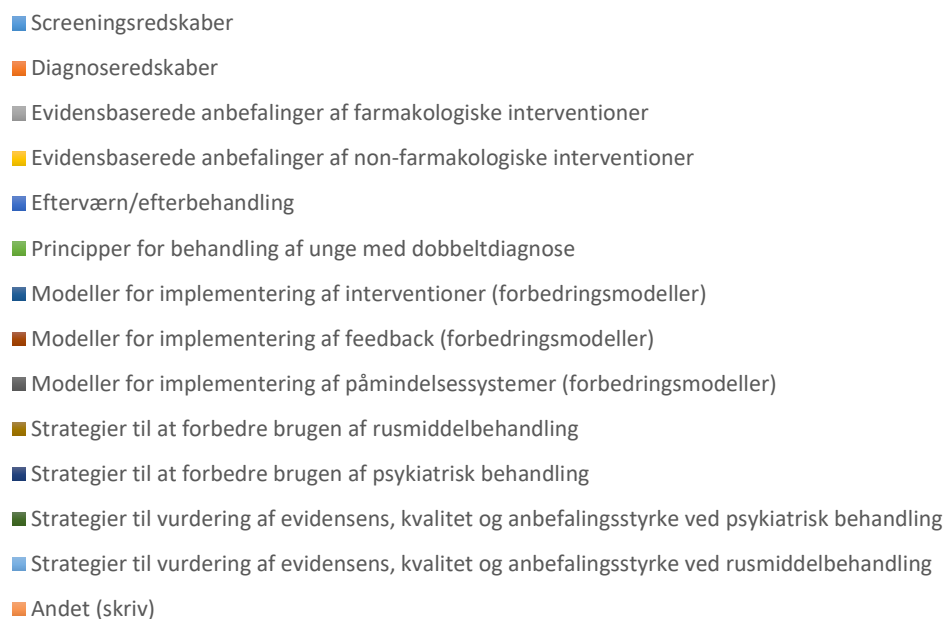 Screeningsredskaber
Diagnoseredskaber
Evidensbaserede anbefalinger af farmakologiske interventioner
Evidensbaserede anbefalinger af non-farmakologiske interventioner
Efterværn/efterbehandling
Principper for behandling af unge med dobbeltdiagnose
Modeller for implementering af interventioner (forbedringsmodeller)
Modeller for implementering af feedback (forbedringsmodeller)
Modeller for implementering af påmindelsessystemer (forbedringsmodeller)
Strategier til at forbedre brugen af rusmiddelbehandling
Strategier til at forbedre brugen af psykiatrisk behandling
Strategier til vurdering af evidensens, kvalitet og anbefalingsstyrke ved psykiatrisk behandling
Strategier til vurdering af evidensens, kvalitet og anbefalingsstyrke ved rusmiddelbehandling
Andet (skriv)